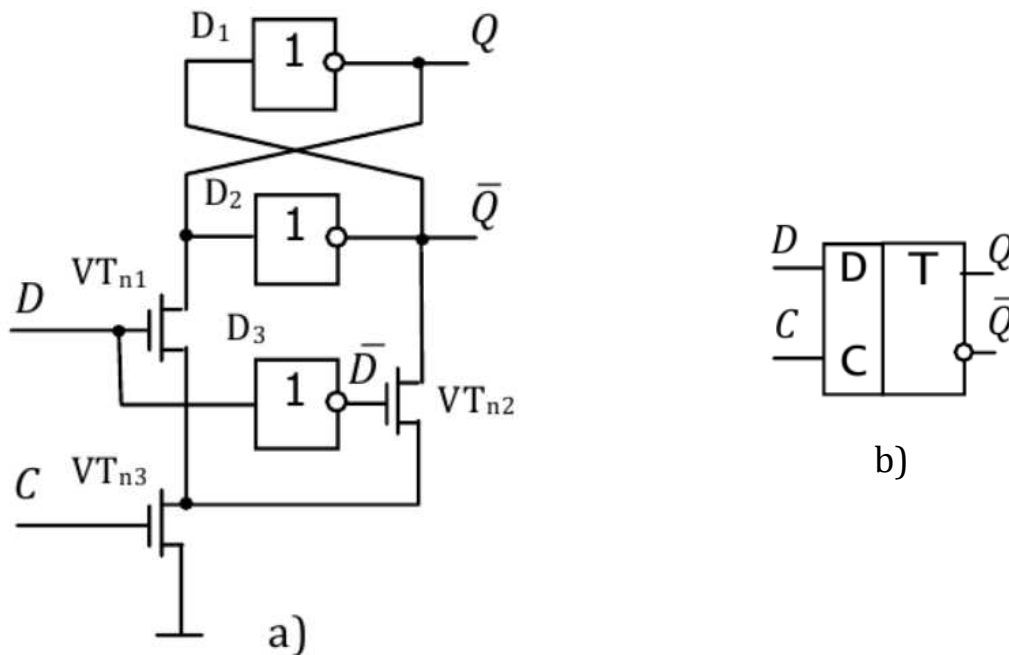 D₁ 1 Q
D₂ 1 Q̅
VTₙ₁
D D₃ 1 D̅ VTₙ₂
VTₙ₃
C
a)
D D T Q
C C Q̅
b)